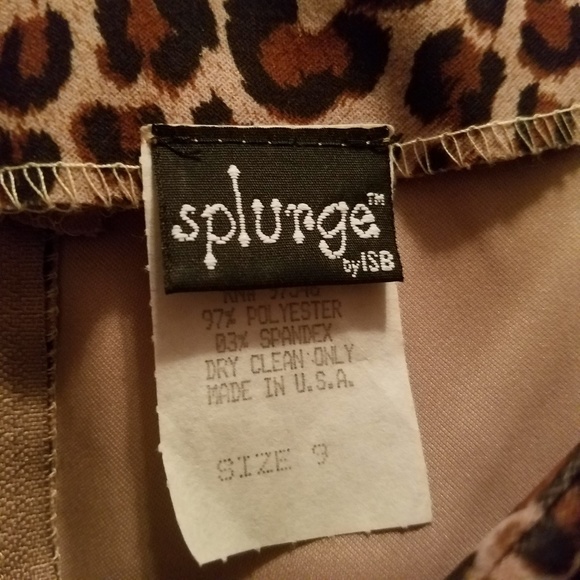 splurge™
by ISB
97% POLYESTER
03% SPANDEX
DRY CLEAN ONLY
MADE IN U.S.A.
SIZE 9